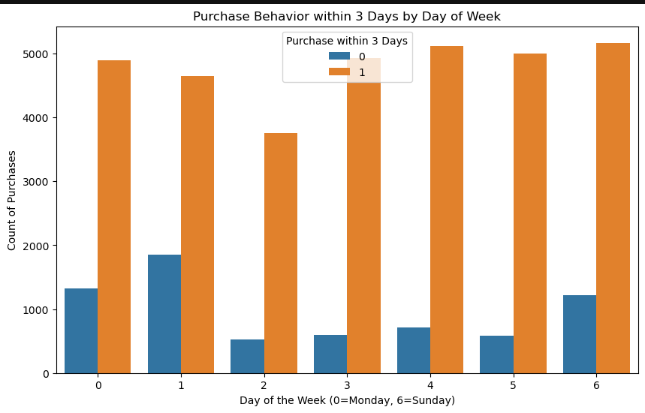 Purchase Behavior within 3 Days by Day of Week
Purchase within 3 Days
0
1
Count of Purchases
5000
4000
3000
2000
1000
0
0 1 2 3 4 5 6
Day of the Week (0=Monday, 6=Sunday)